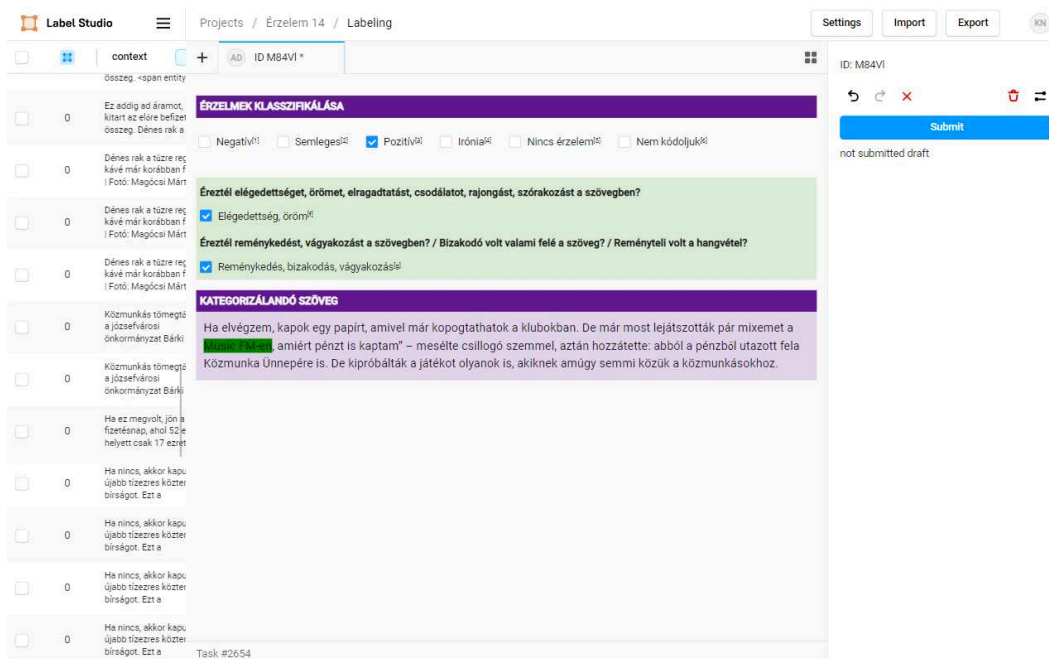 Label Studio
Projects / Érzelem 14 / Labeling
Settings Import Export KN
context
+ AD ID M84Vl *
ID: M84Vl
összeg. <span entity
0 Ez addig ad áramot,
kitart az előre befizet
összeg. Dénes rak a
0 Dénes rak a tűzre reg
kávé már korábban f
| Fotó: Magócsi Márt
0 Dénes rak a tűzre reg
kávé már korábban f
| Fotó: Magócsi Márt
0 Dénes rak a tűzre reg
kávé már korábban f
| Fotó: Magócsi Márt
0 Közmunkás tömegtá
a józsefvárosi
önkormányzat Bárki
0 Közmunkás tömegtá
a józsefvárosi
önkormányzat Bárki
0 Ha ez megvolt, jön a
fizetésnap, ahol 52 e
helyett csak 17 ezret
0 Ha nincs, akkor kapu
újabb tízezres közter
bírságot. Ezt a
0 Ha nincs, akkor kapu
újabb tízezres közter
bírságot. Ezt a
0 Ha nincs, akkor kapu
újabb tízezres közter
bírságot. Ezt a
0 Ha nincs, akkor kapu
újabb tízezres közter
bírságot. Ezt a
ÉRZELMEK KLASSZIFIKÁLÁSA
Negatív[1] Semleges[2] Pozitív[3] Irónia[4] Nincs érzelem[5] Nem kódoljuk[6]
Éreztél elégedettséget, örömet, elragadtatást, csodálatot, rajongást, szórakozást a szövegben?
Elégedettség, öröm[f]
Éreztél reménykedést, vágyakozást a szövegben? / Bizakodó volt valami felé a szöveg? / Reményteli volt a hangvétel?
Reménykedés, bizakodás, vágyakozás[g]
KATEGORIZÁLANDÓ SZÖVEG
Ha elvégzem, kapok egy papírt, amivel már kopogtathatok a klubokban. De már most lejátszották pár mixemet a
Music FM-en, amiért pénzt is kaptam” – mesélte csillogó szemmel, aztán hozzátette: abból a pénzből utazott fela
Közmunka Ünnepére is. De kipróbálták a játékot olyanok is, akiknek amúgy semmi közük a közmunkásokhoz.
Task #2654
Submit
not submitted draft